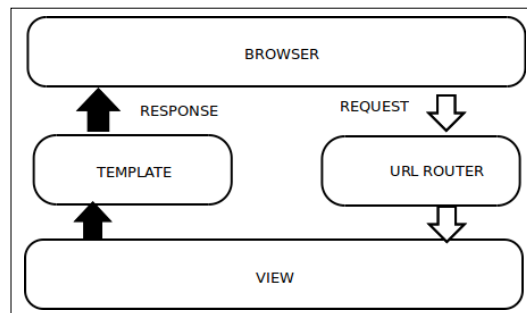 BROWSER
RESPONSE
REQUEST
TEMPLATE
URL ROUTER
VIEW